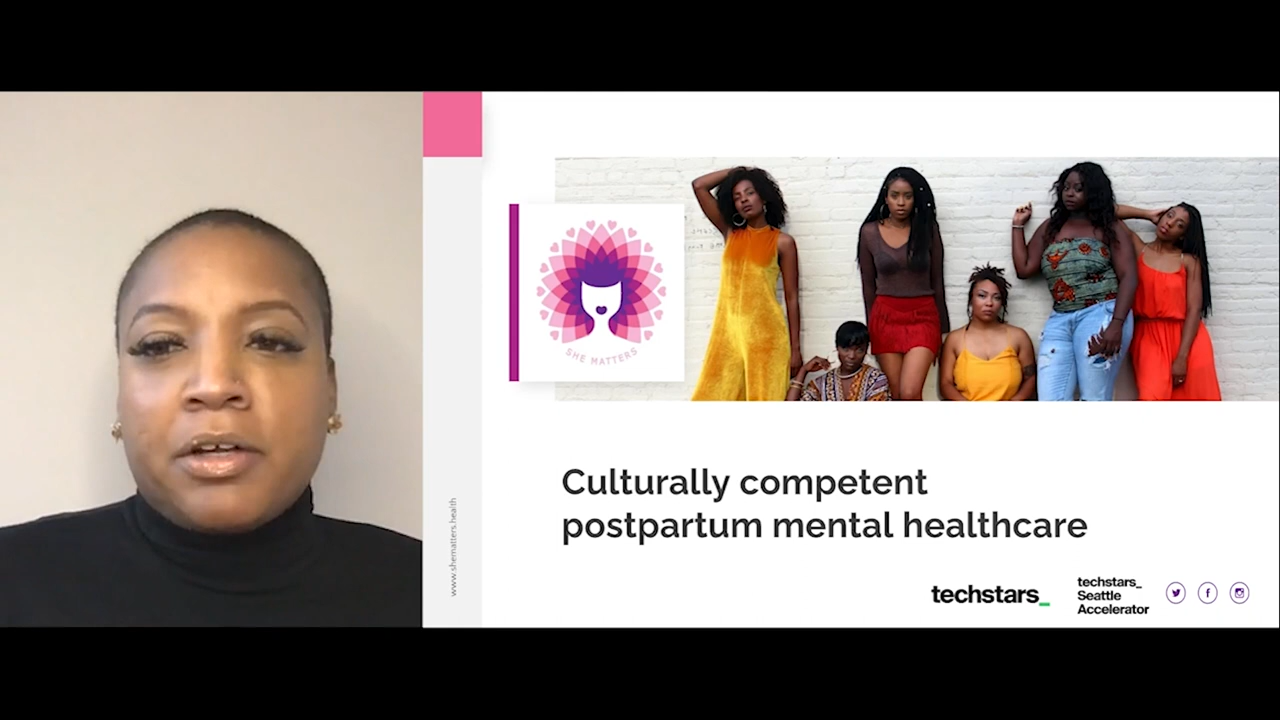 SHE MATTERS
Culturally competent
postpartum mental healthcare
www.shematters.health
techstars_
techstars_
Seattle
Accelerator